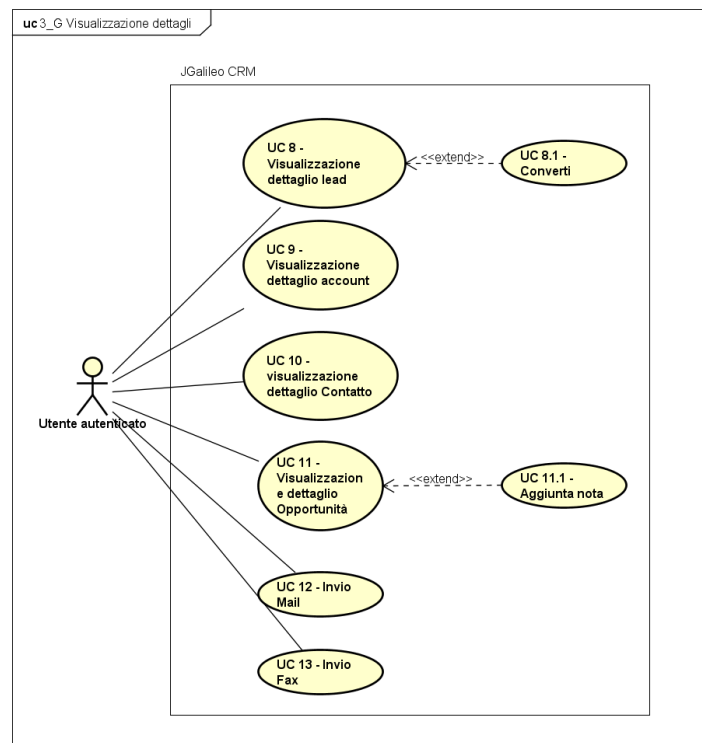 uc 3_G Visualizzazione dettagli
JGalileo CRM
UC 8 -
Visualizzazione
dettaglio lead
<<extend>>
UC 8.1 -
Converti
UC 9 -
Visualizzazione
dettaglio account
UC 10 -
visualizzazione
dettaglio Contatto
Utente autenticato
UC 11 -
Visualizzazion
e dettaglio
Opportunità
<<extend>>
UC 11.1 -
Aggiunta nota
UC 12 - Invio
Mail
UC 13 - Invio
Fax